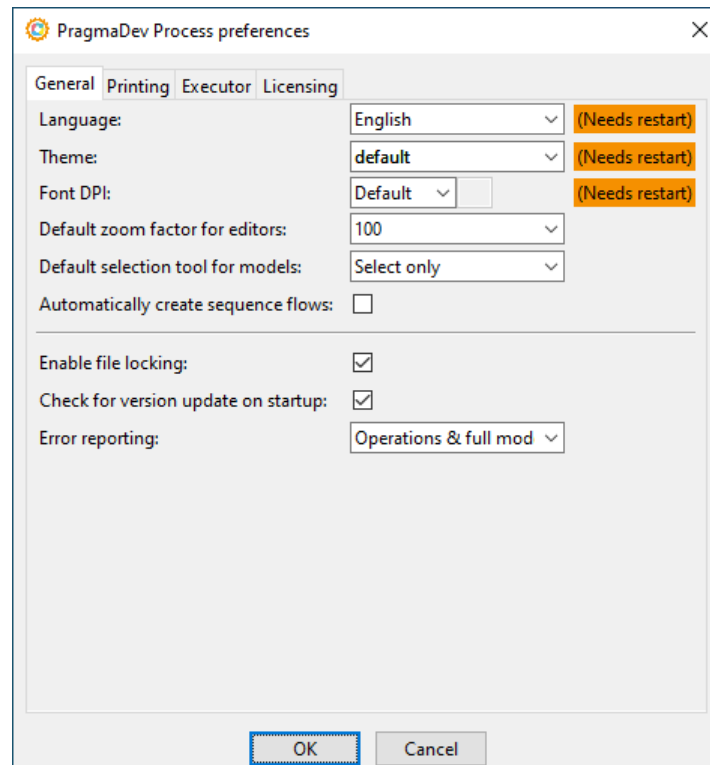 PragmaDev Process preferences
General Printing Executor Licensing
Language: English (Needs restart)
Theme: default (Needs restart)
Font DPI: Default (Needs restart)
Default zoom factor for editors: 100
Default selection tool for models: Select only
Automatically create sequence flows:
Enable file locking:
Check for version update on startup:
Error reporting: Operations & full mod
OK Cancel